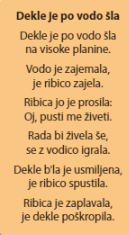 Dekle je po vodo šla
Dekle je po vodo šla
na visoke planine.
Vodo je zajemala,
je ribico zajela.
Ribica jo je prosila:
Oj, pusti me živeti.
Rada bi živela še,
se z vodico igrala.
Dekle b'la je usmiljena,
je ribico spustila.
Ribica je zaplavala,
je dekle poškropila.